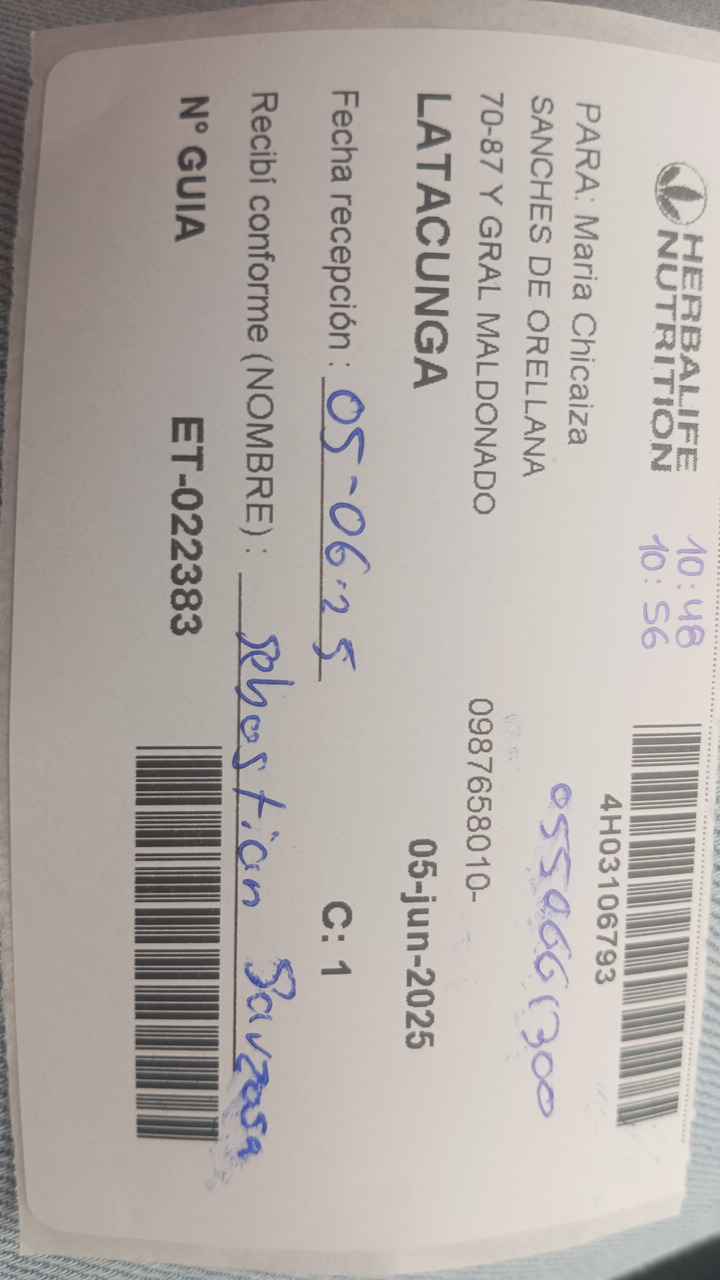 HERBALIFE
NUTRITION
10:48
10:56
4H03106793
PARA: Maria Chicaiza
SANCHES DE ORELLANA
70-87 Y GRAL MALDONADO
0987658010-
LATACUNGA
05-jun-2025
Fecha recepción : 05-06-25
C: 1
Recibí conforme (NOMBRE) : Sebastian
Nº GUIA
ET-022383